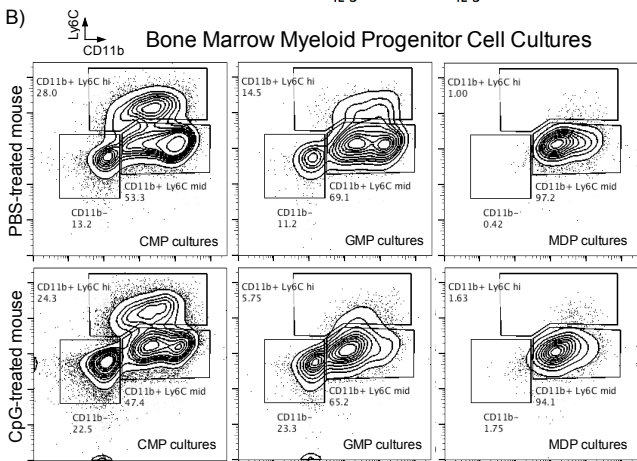 B)
Ly6C
CD11b
Bone Marrow Myeloid Progenitor Cell Cultures
PBS-treated mouse
CD11b+ Ly6C hi
28.0
CD11b+ Ly6C mid
53.3
CD11b-
13.2
CMP cultures
CD11b+ Ly6C hi
14.5
CD11b+ Ly6C mid
69.1
CD11b-
11.2
GMP cultures
CD11b+ Ly6C hi
1.00
CD11b+ Ly6C mid
97.2
CD11b-
0.42
MDP cultures
CpG-treated mouse
CD11b+ Ly6C hi
24.3
CD11b+ Ly6C mid
47.4
CD11b-
22.5
CMP cultures
CD11b+ Ly6C hi
5.75
CD11b+ Ly6C mid
65.2
CD11b-
23.3
GMP cultures
CD11b+ Ly6C hi
1.63
CD11b+ Ly6C mid
94.1
CD11b-
1.75
MDP cultures